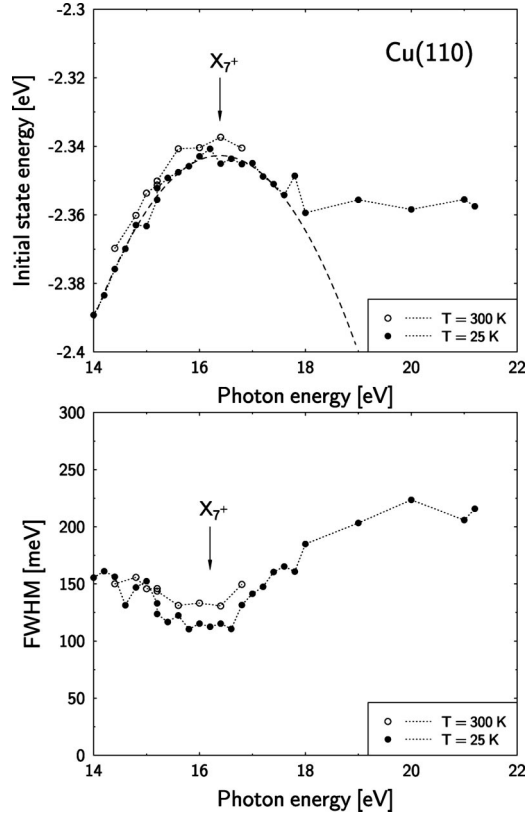 -2.3
-2.32
-2.34
-2.36
-2.38
-2.4
Initial state energy [eV]
X7+
Cu(110)
T = 300 K
T = 25 K
14 16 18 20 22
Photon energy [eV]
300
250
200
150
100
50
0
FWHM [meV]
X7+
T = 300 K
T = 25 K
14 16 18 20 22
Photon energy [eV]